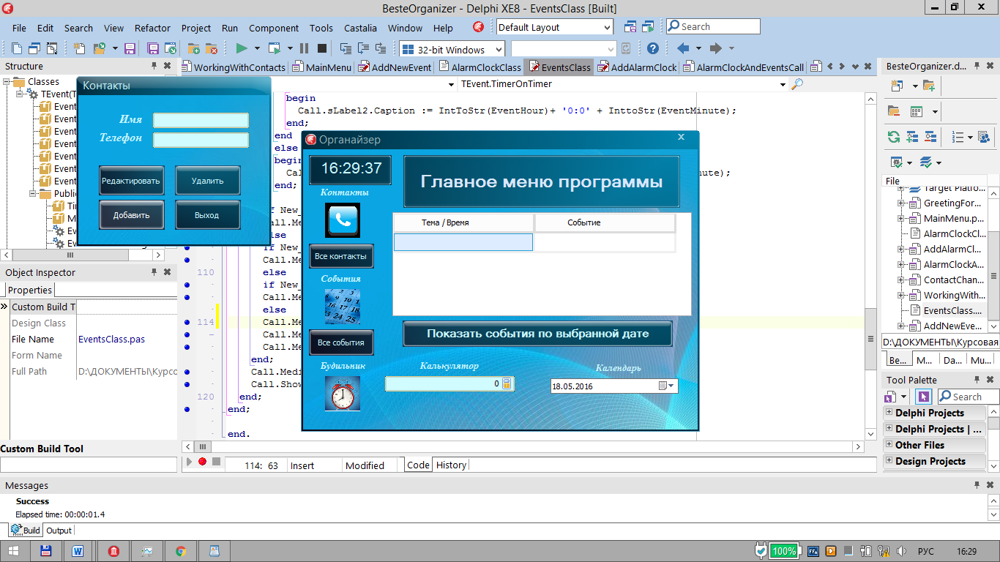 BesteOrganizer - Delphi XE8 - EventsClass [Built]
File Edit Search View Refactor Project Run Component Tools Castalia Window Help Default Layout Search
32-bit Windows
Structure
WorkingWithContacts MainMenu AddNewEvent AlarmClockClass EventsClass AddAlarmClock AlarmClockAndEventsCall
BesteOrganizer.d...
Classes
TEvent(T
Event
Event
Event
Event
Event
Event
Event
Public
Контакты
Имя
Телефон
Редактировать Удалить
Добавить Выход
TEvent.TimerOnTimer
begin
Call.sLabel2.Caption := IntToStr(EventHour)+ '0:0' + InttoStr(EventMinute);
end;
end
else
begin
end;
if New_
Call.Me
else
if New_
Call.Me
110 else
if New_
Call.Me
else
114 Call.Me
Call.Me
Call.Me
end;
Call.Medi
Call.Show
120 end;
end;
end.
Органайзер
16:29:37
Главное меню программы
Контакты
Все контакты
События
Все события
Будильник
Тема / Время Событие
Показать события по выбранной дате
Калькулятор
0
Календарь
18.05.2016
Object Inspector
Properties
Custom Build T
Design Class
File Name EventsClass.pas
Form Name
Full Path D:\ДОКУМЕНТЫ\Курсо
Custom Build Tool
114: 63 Insert Modified Code History
File
Target Platfo...
GreetingFor...
MainMenu.p...
AlarmClockCl...
AddAlarmCl...
AlarmClockA...
ContactChan...
WorkingWith...
EventsClass....
AddNewEve...
D:\ДОКУМЕНТЫ\Курсовая
Be... M... Da... Mu...
Tool Palette
Search
Delphi Projects
Delphi Projects | ...
Other Files
Design Projects
Messages
Success
Elapsed time: 00:00:01.4
Build Output
100% РУС 16:29